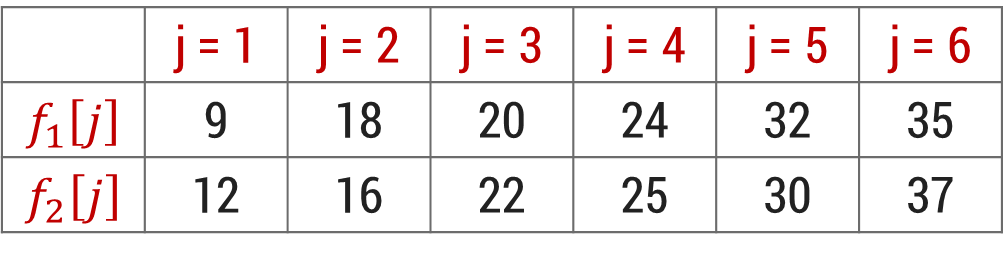 j = 1 j = 2 j = 3 j = 4 j = 5 j = 6
f₁[j] 9 18 20 24 32 35
f₂[j] 12 16 22 25 30 37